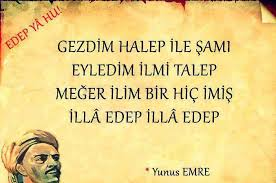 EDEP YÂ HU!
GEZDİM HALEP İLE ŞAMI
EYLEDİM İLMİ TALEP
MEĞER İLİM BİR HİÇ İMİŞ
İLLÂ EDEP İLLÂ EDEP
* Yunus EMRE